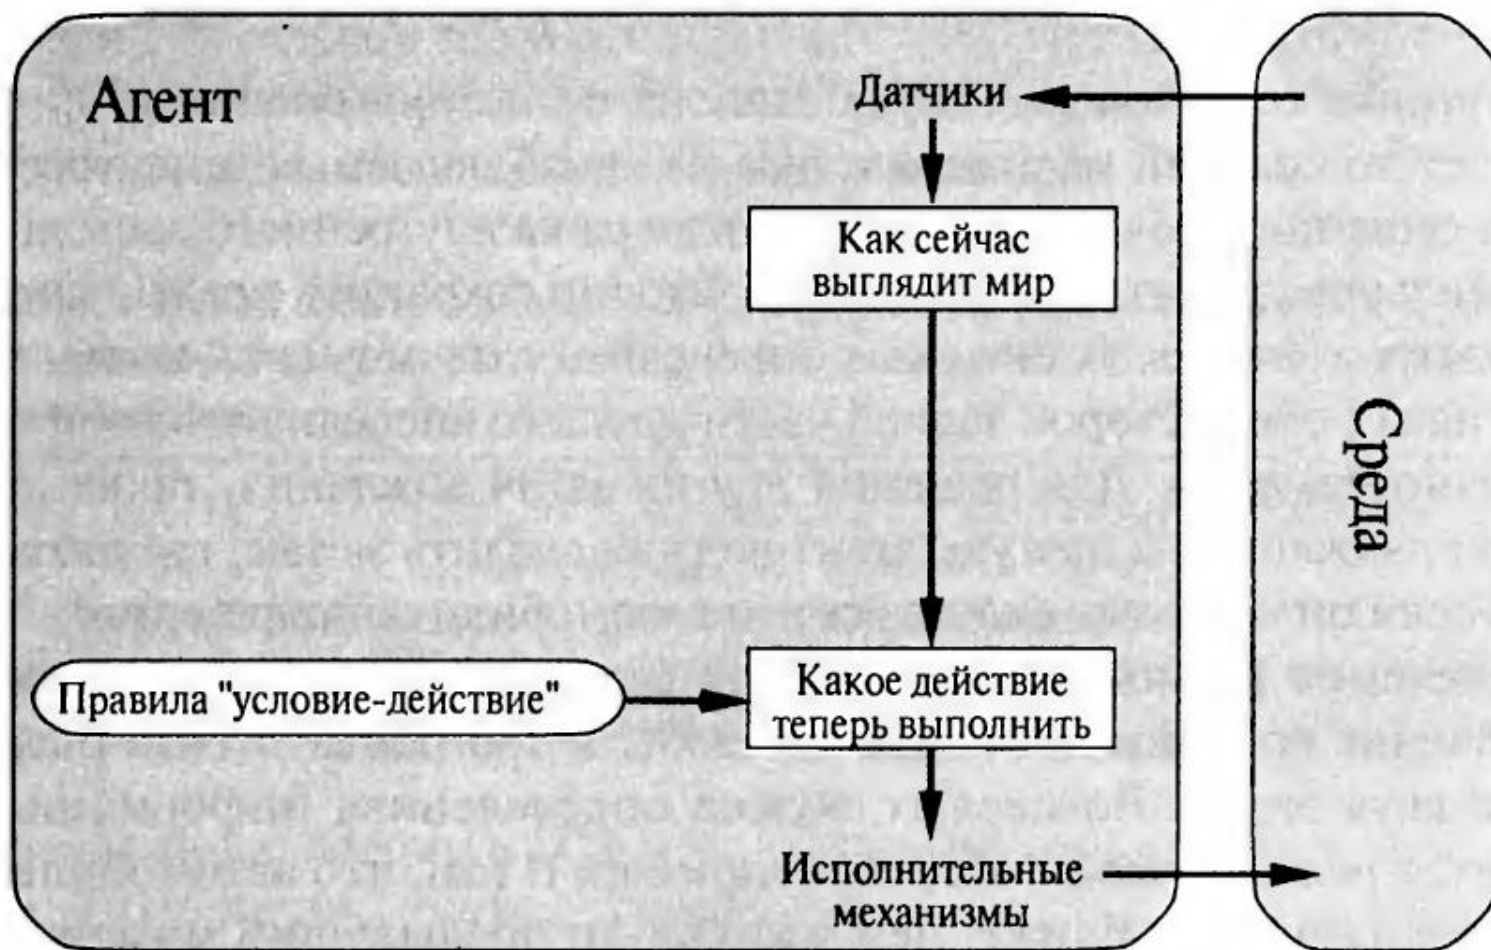 Агент
Датчики
Как сейчас
выглядит мир
Среда
Правила "условие-действие"
Какое действие
теперь выполнить
Исполнительные
механизмы